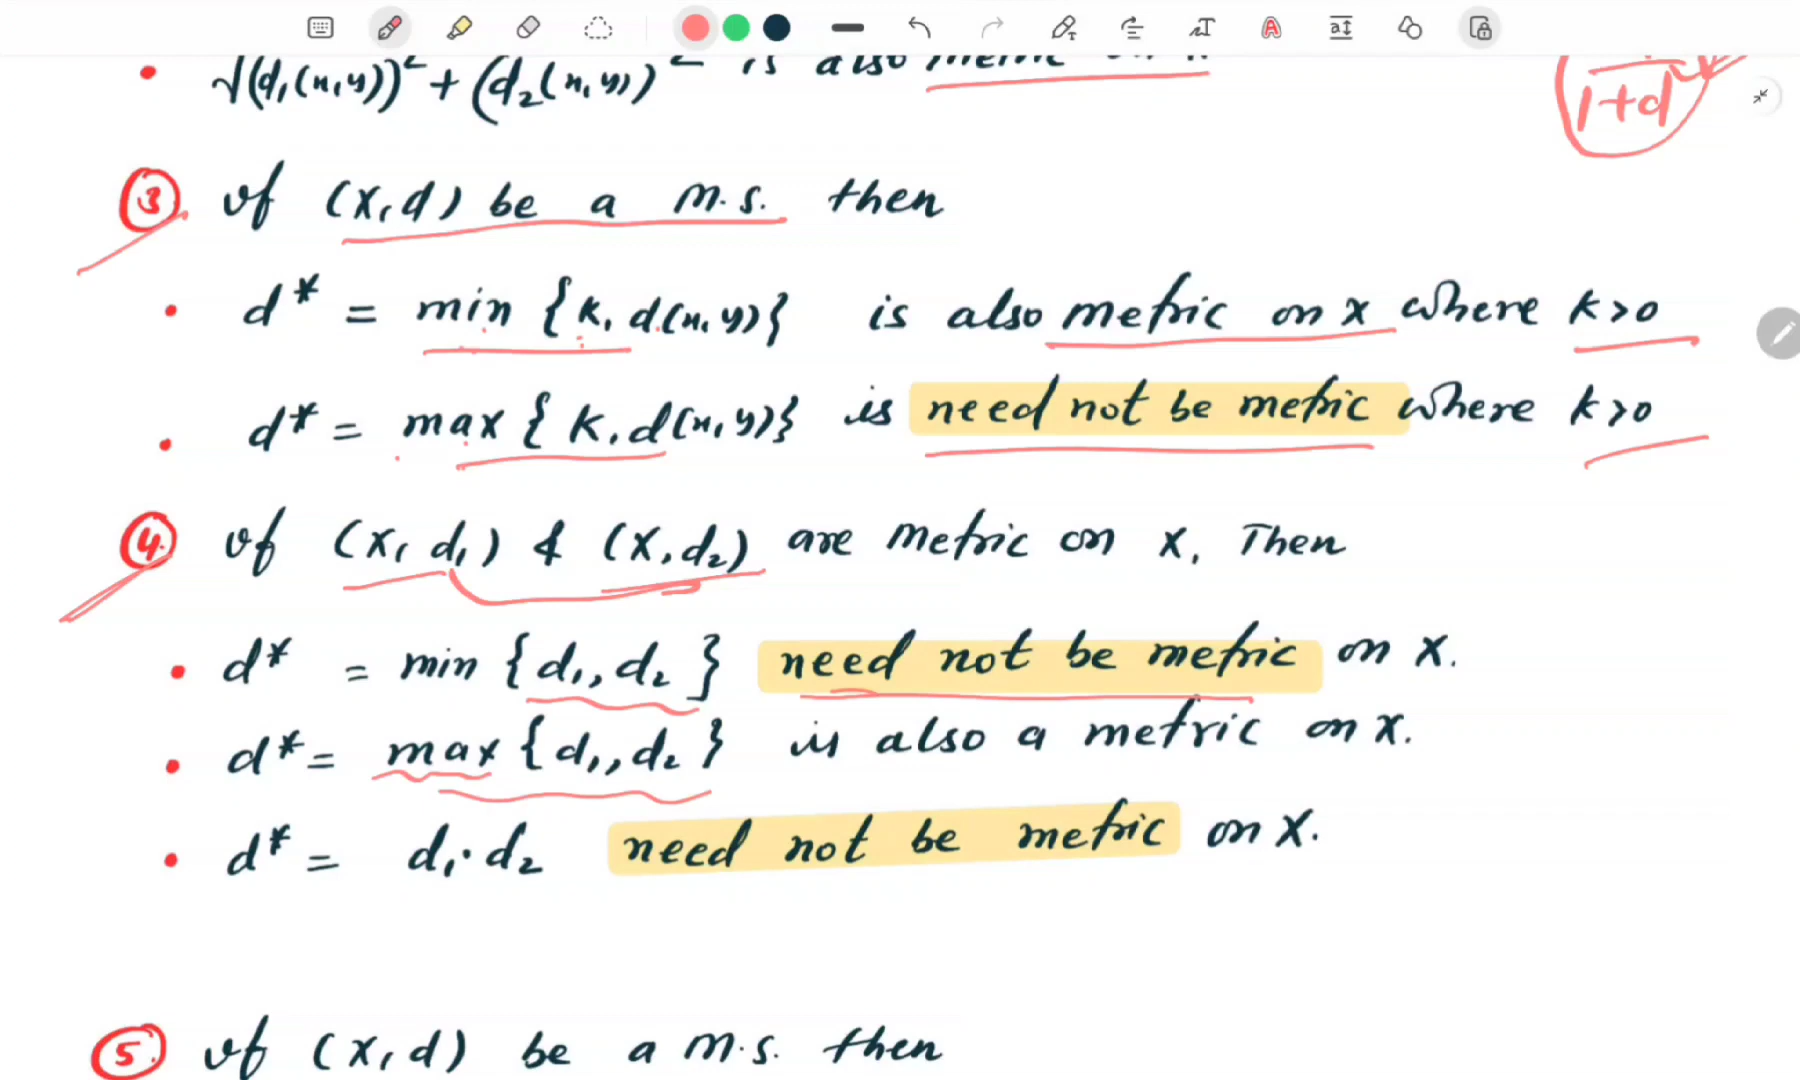 • √(d₁(x,y))² + (d₂(x,y))² is also metric on X.
1+d
③ If (X,d) be a m.s. then
• d* = min {k, d(x,y)} is also metric on X where k>0
• d* = max {k, d(x,y)} is need not be metric where k>0
④ If (X, d₁) & (X, d₂) are metric on X, Then
• d* = min {d₁, d₂} need not be metric on X.
• d* = max {d₁, d₂} is also a metric on X.
• d* = d₁·d₂ need not be metric on X.
⑤ If (X,d) be a m.s. then